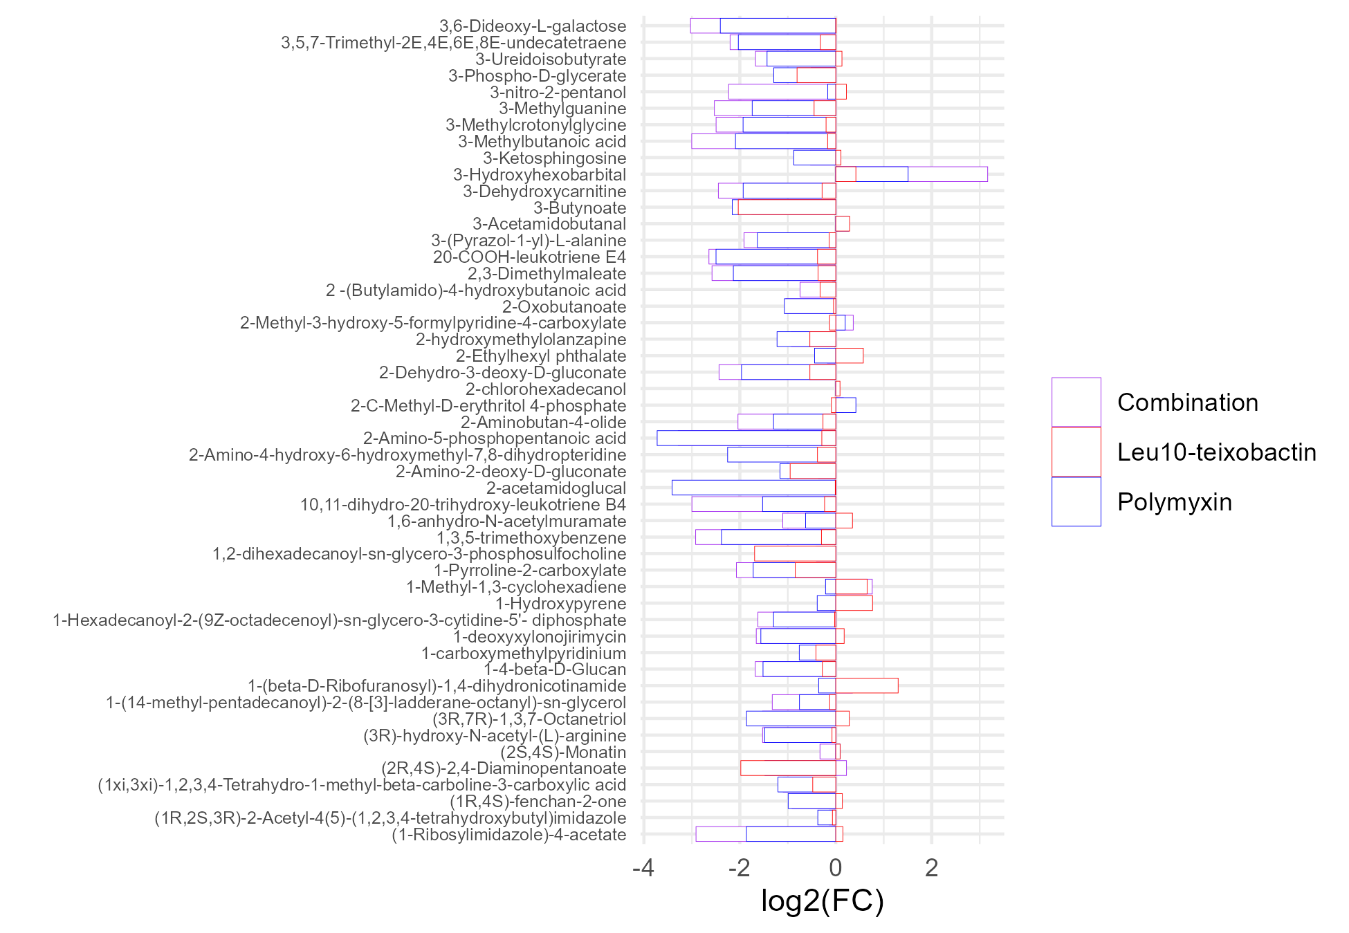 3,6-Dideoxy-L-galactose
3,5,7-Trimethyl-2E,4E,6E,8E-undecatetraene
3-Ureidoisobutyrate
3-Phospho-D-glycerate
3-nitro-2-pentanol
3-Methylguanine
3-Methylcrotonylglycine
3-Methylbutanoic acid
3-Ketosphingosine
3-Hydroxyhexobarbital
3-Dehydroxycarnitine
3-Butynoate
3-Acetamidobutanal
3-(Pyrazol-1-yl)-L-alanine
20-COOH-leukotriene E4
2,3-Dimethylmaleate
2 -(Butylamido)-4-hydroxybutanoic acid
2-Oxobutanoate
2-Methyl-3-hydroxy-5-formylpyridine-4-carboxylate
2-hydroxymethylolanzapine
2-Ethylhexyl phthalate
2-Dehydro-3-deoxy-D-gluconate
2-chlorohexadecanol
2-C-Methyl-D-erythritol 4-phosphate
2-Aminobutan-4-olide
2-Amino-5-phosphopentanoic acid
2-Amino-4-hydroxy-6-hydroxymethyl-7,8-dihydropteridine
2-Amino-2-deoxy-D-gluconate
2-acetamidoglucal
10,11-dihydro-20-trihydroxy-leukotriene B4
1,6-anhydro-N-acetylmuramate
1,3,5-trimethoxybenzene
1,2-dihexadecanoyl-sn-glycero-3-phosphosulfocholine
1-Pyrroline-2-carboxylate
1-Methyl-1,3-cyclohexadiene
1-Hydroxypyrene
1-Hexadecanoyl-2-(9Z-octadecenoyl)-sn-glycero-3-cytidine-5'- diphosphate
1-deoxyxylonojirimycin
1-carboxymethylpyridinium
1-4-beta-D-Glucan
1-(beta-D-Ribofuranosyl)-1,4-dihydronicotinamide
1-(14-methyl-pentadecanoyl)-2-(8-[3]-ladderane-octanyl)-sn-glycerol
(3R,7R)-1,3,7-Octanetriol
(3R)-hydroxy-N-acetyl-(L)-arginine
(2S,4S)-Monatin
(2R,4S)-2,4-Diaminopentanoate
(1xi,3xi)-1,2,3,4-Tetrahydro-1-methyl-beta-carboline-3-carboxylic acid
(1R,4S)-fenchan-2-one
(1R,2S,3R)-2-Acetyl-4(5)-(1,2,3,4-tetrahydroxybutyl)imidazole
(1-Ribosylimidazole)-4-acetate
-4 -2 0 2
log2(FC)
Combination
Leu10-teixobactin
Polymyxin